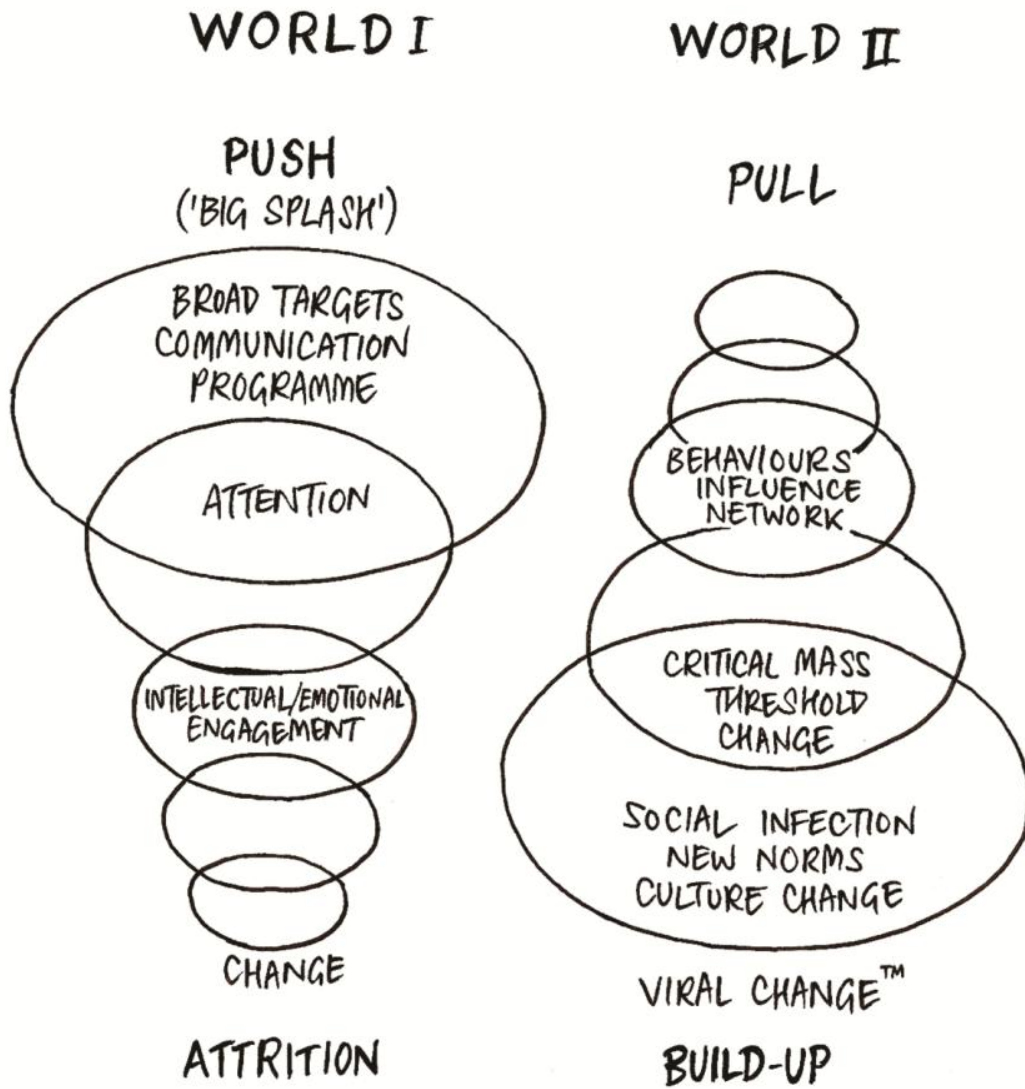 WORLD I
PUSH
('BIG SPLASH')
BROAD TARGETS
COMMUNICATION
PROGRAMME
ATTENTION
INTELLECTUAL/EMOTIONAL
ENGAGEMENT
CHANGE
ATTRITION
WORLD II
PULL
BEHAVIOURS
INFLUENCE
NETWORK
CRITICAL MASS
THRESHOLD
CHANGE
SOCIAL INFECTION
NEW NORMS
CULTURE CHANGE
VIRAL CHANGE™
BUILD-UP